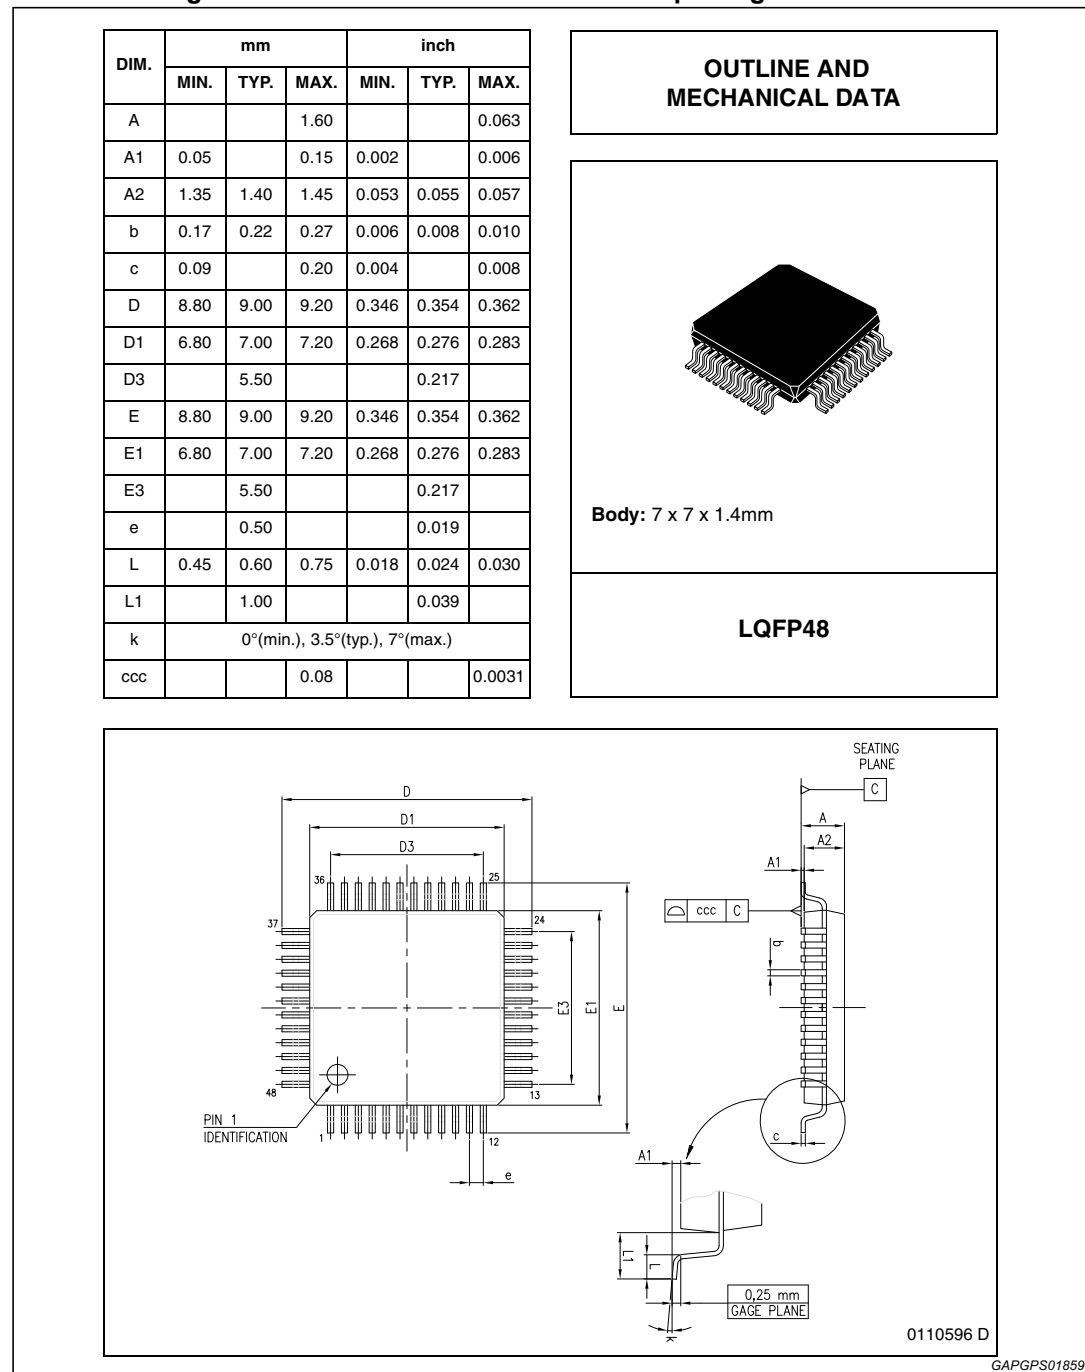 DIM. mm inch
MIN. TYP. MAX. MIN. TYP. MAX.
A 1.60 0.063
A1 0.05 0.15 0.002 0.006
A2 1.35 1.40 1.45 0.053 0.055 0.057
b 0.17 0.22 0.27 0.006 0.008 0.010
c 0.09 0.20 0.004 0.008
D 8.80 9.00 9.20 0.346 0.354 0.362
D1 6.80 7.00 7.20 0.268 0.276 0.283
D3 5.50 0.217
E 8.80 9.00 9.20 0.346 0.354 0.362
E1 6.80 7.00 7.20 0.268 0.276 0.283
E3 5.50 0.217
e 0.50 0.019
L 0.45 0.60 0.75 0.018 0.024 0.030
L1 1.00 0.039
k 0°(min.), 3.5°(typ.), 7°(max.)
ccc 0.08 0.0031
OUTLINE AND
MECHANICAL DATA
Body: 7 x 7 x 1.4mm
LQFP48
D
D1
D3
36
25
37
24
E3
E1
E
48
13
PIN 1
IDENTIFICATION
1
12
e
SEATING
PLANE
C
A
A2
A1
ccc C
b
c
A1
L1
L
0,25 mm
GAGE PLANE
k
0110596 D
GAPGPS01859